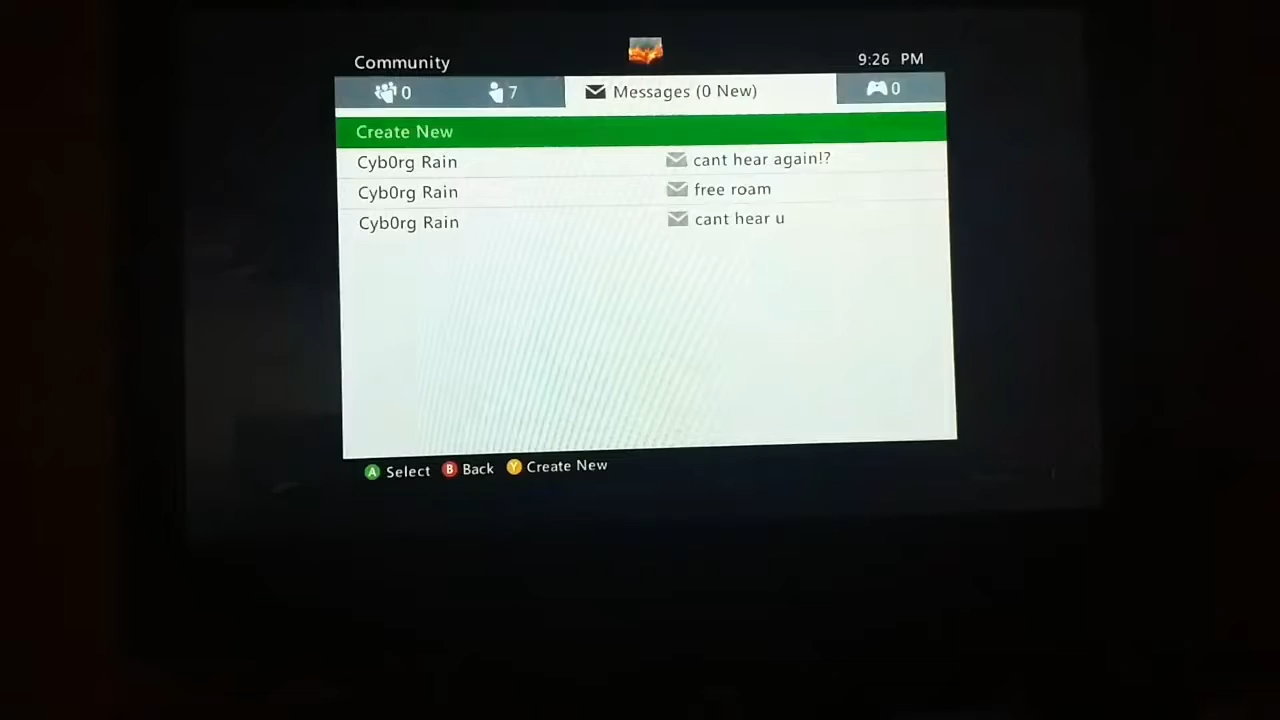 Community
9:26 PM
0
7
Messages (0 New)
0
Create New
Cyb0rg Rain cant hear again!?
Cyb0rg Rain free roam
Cyb0rg Rain cant hear u
A Select B Back Y Create New